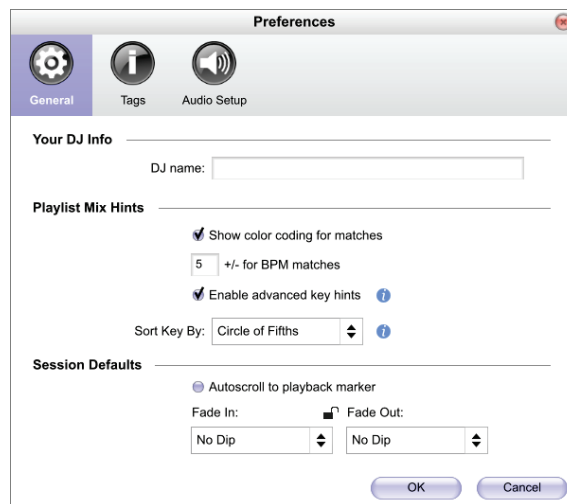 Preferences
General Tags Audio Setup
Your DJ Info
DJ name:
Playlist Mix Hints
Show color coding for matches
5 +/- for BPM matches
Enable advanced key hints i
Sort Key By: Circle of Fifths i
Session Defaults
Autoscroll to playback marker
Fade In: Fade Out:
No Dip No Dip
OK Cancel